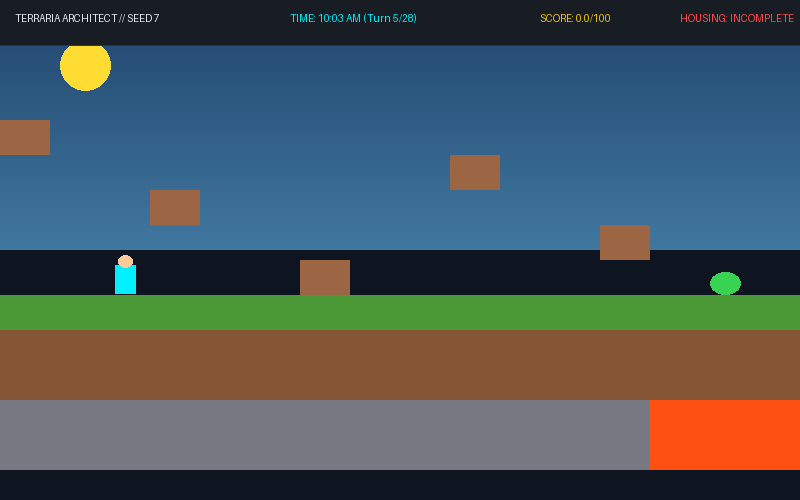 TERRARIA ARCHITECT // SEED 7
TIME: 10:03 AM (Turn 5/28)
SCORE: 0.0/100
HOUSING: INCOMPLETE